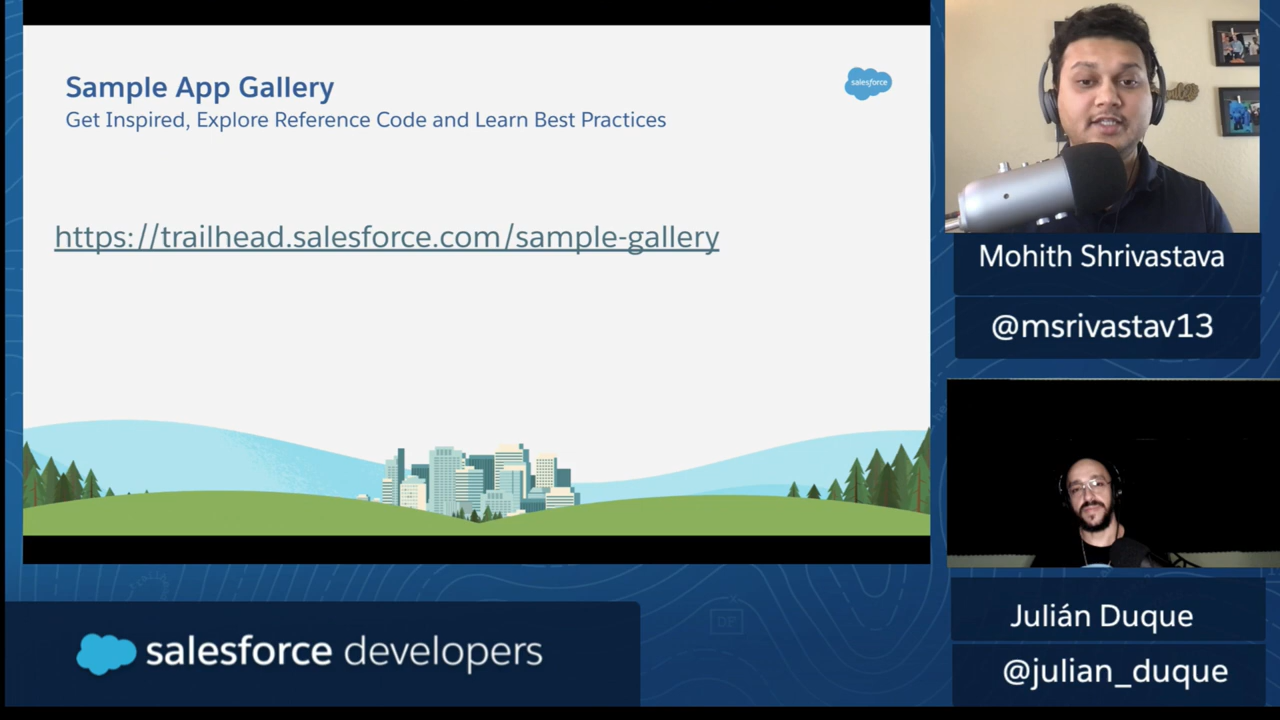 Sample App Gallery
Get Inspired, Explore Reference Code and Learn Best Practices
salesforce
https://trailhead.salesforce.com/sample-gallery
Mohith Shrivastava
@msrivastav13
Julián Duque
@julian_duque
salesforce developers
DF